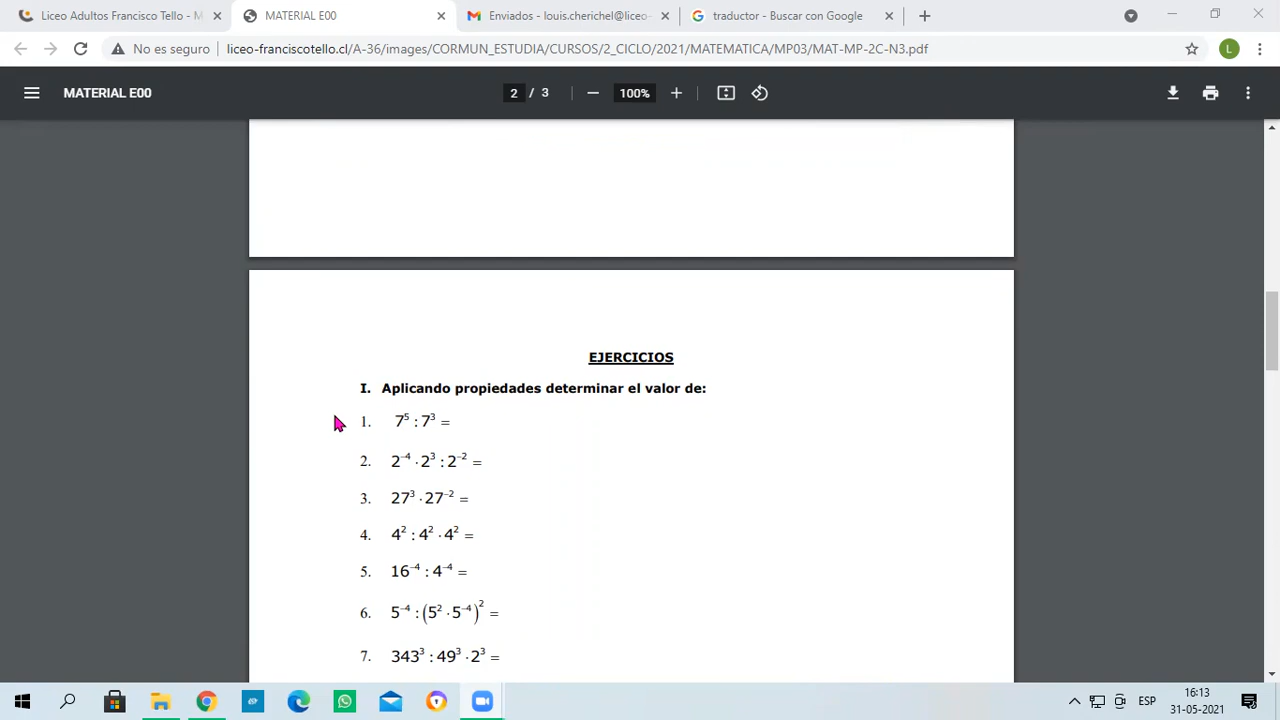 Liceo Adultos Francisco Tello - M
MATERIAL E00
Enviados - louis.cherichel@liceo-
traductor - Buscar con Google
No es seguro
liceo-franciscotello.cl/A-36/images/CORMUN_ESTUDIA/CURSOS/2_CICLO/2021/MATEMATICA/MP03/MAT-MP-2C-N3.pdf
L
MATERIAL E00
2 / 3
100%
EJERCICIOS
I. Aplicando propiedades determinar el valor de:
1. 7⁵ : 7³ =
2. 2⁻⁴ · 2³ : 2⁻² =
3. 27³ · 27⁻² =
4. 4² : 4² · 4² =
5. 16⁻⁴ : 4⁻⁴ =
6. 5⁻⁴ : (5² · 5⁻⁴)² =
7. 343³ : 49³ · 2³ =
ESP
16:13
31-05-2021